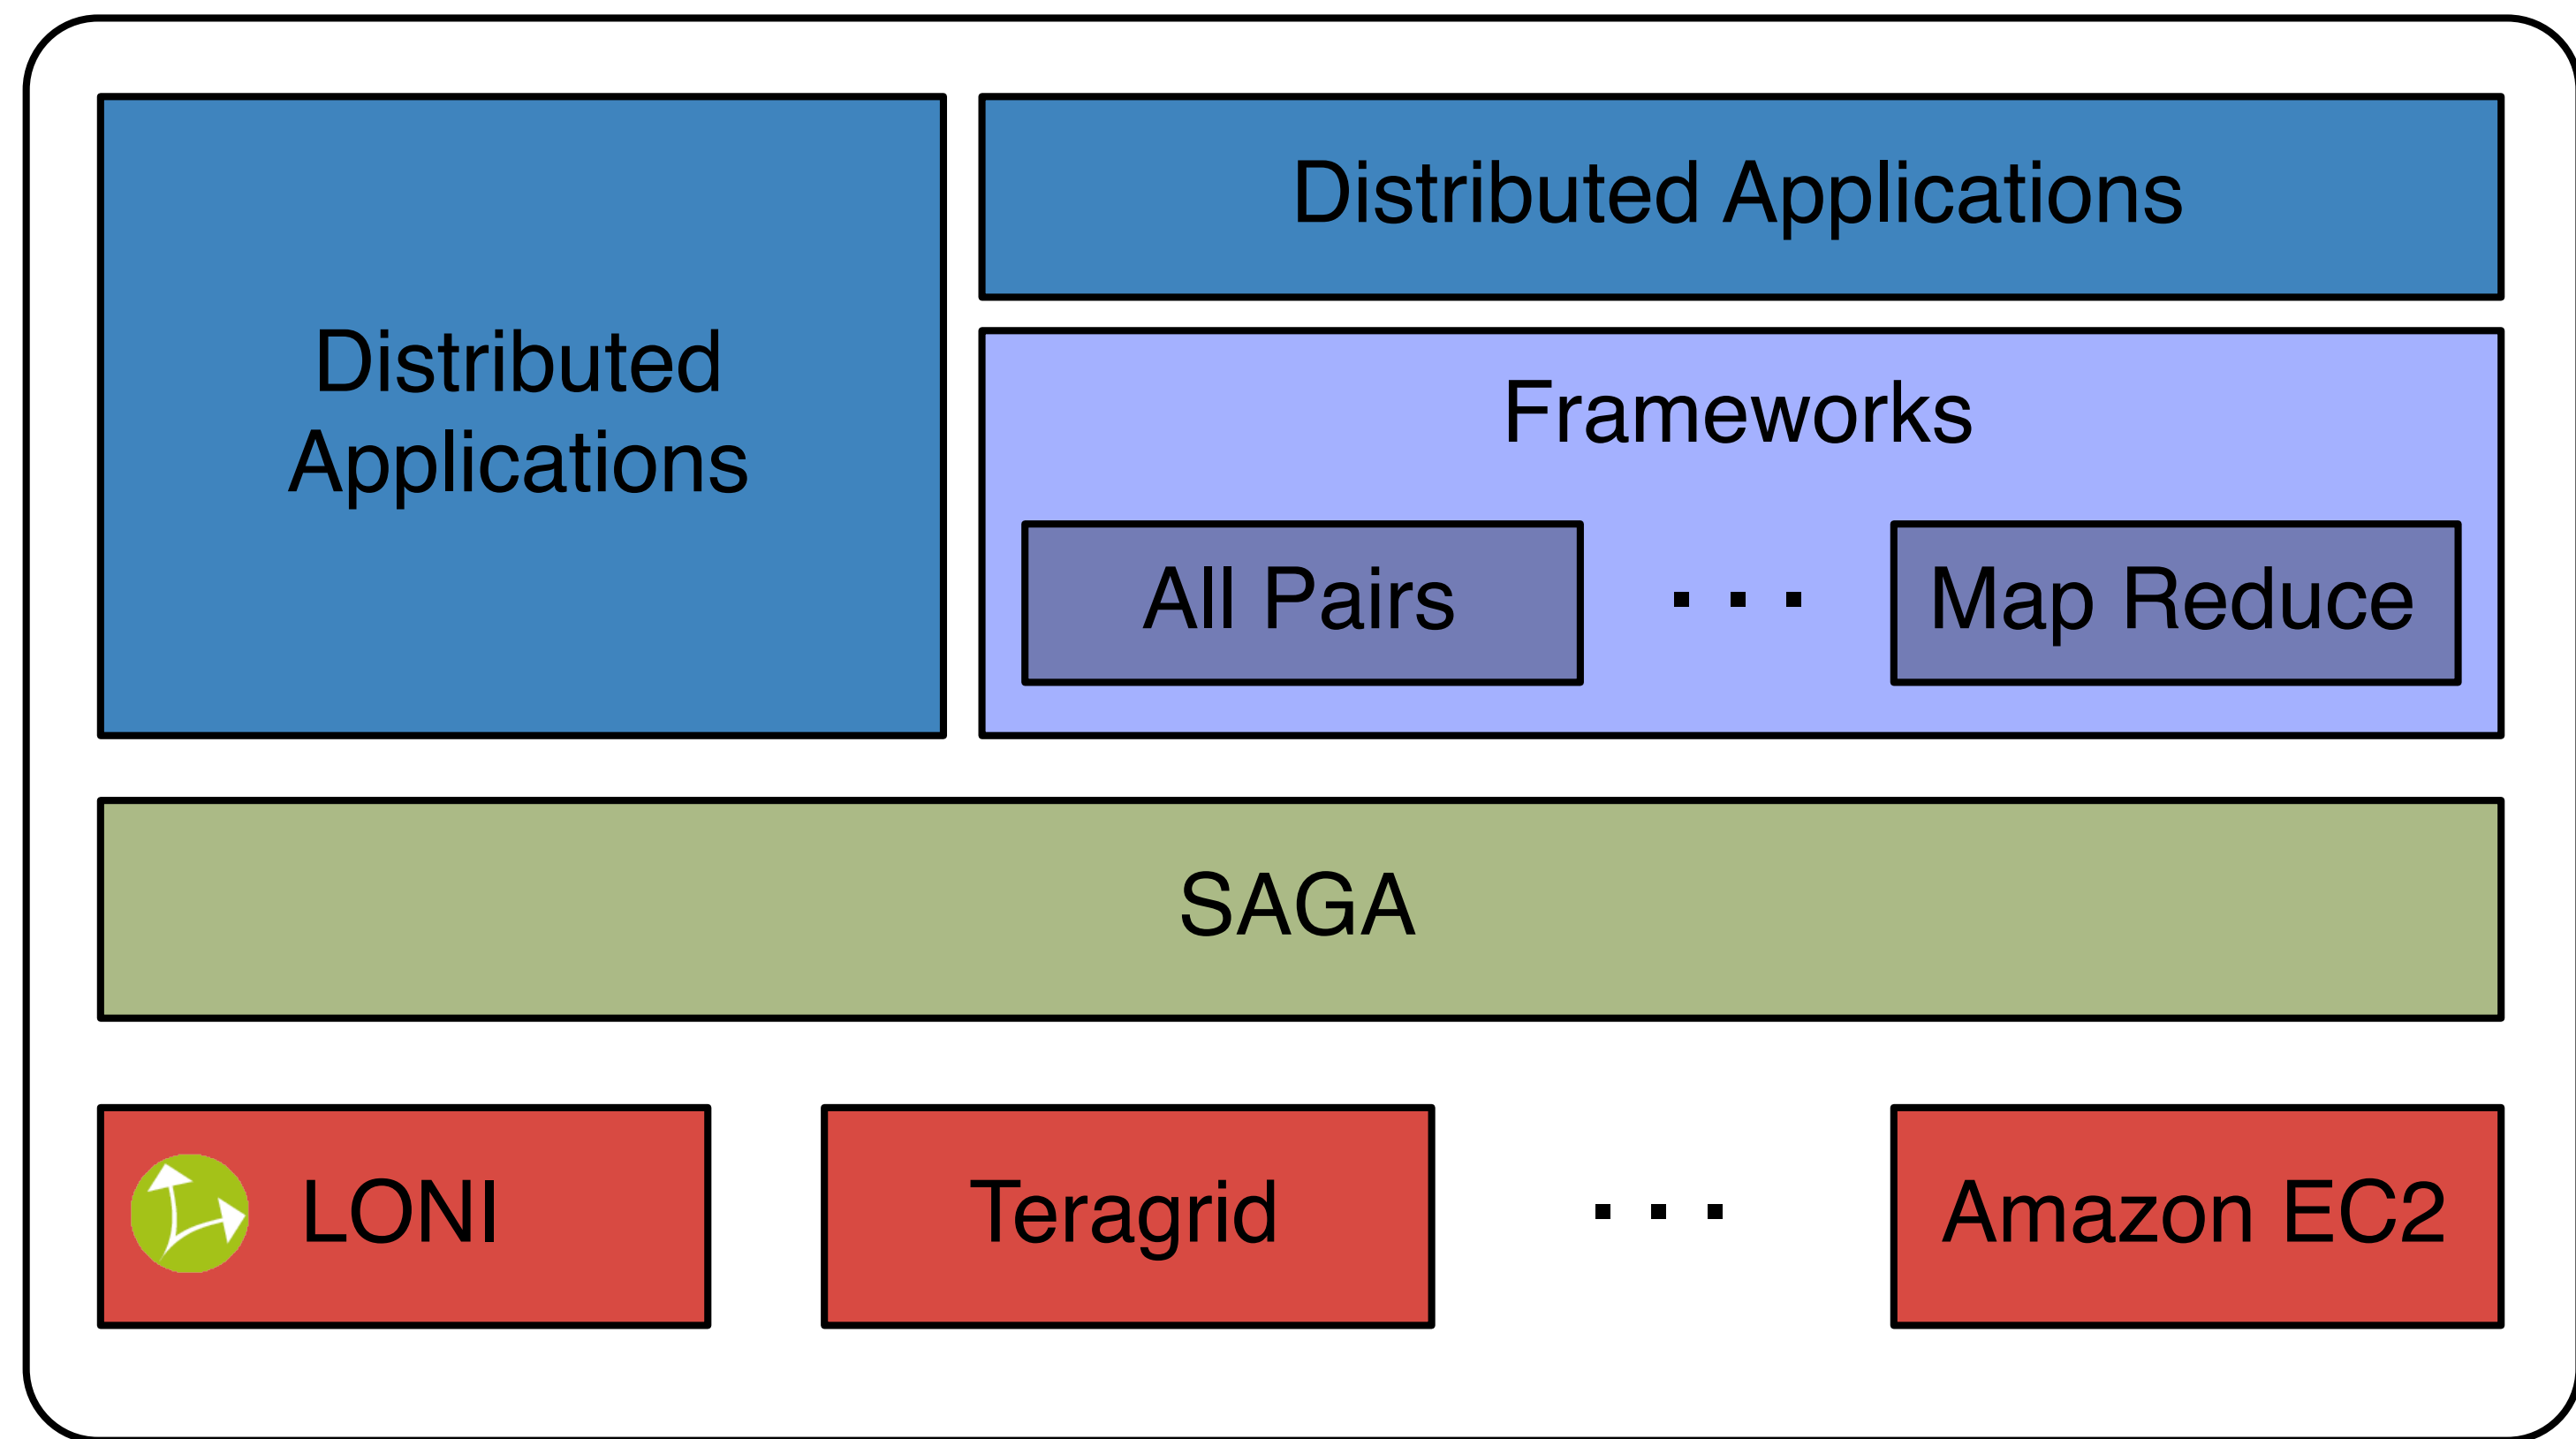 Distributed
Applications
Distributed Applications
Frameworks
All Pairs
. . .
Map Reduce
SAGA
LONI
Teragrid
. . .
Amazon EC2